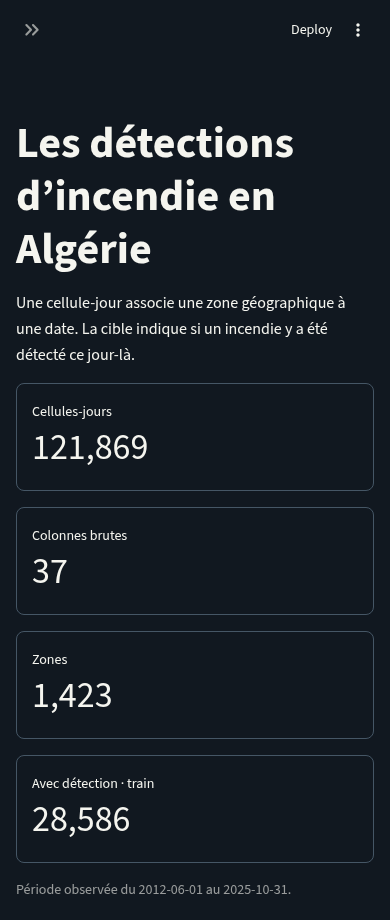 Deploy
Les détections
d’incendie en
Algérie
Une cellule-jour associe une zone géographique à
une date. La cible indique si un incendie y a été
détecté ce jour-là.
Cellules-jours
121,869
Colonnes brutes
37
Zones
1,423
Avec détection · train
28,586
Période observée du 2012-06-01 au 2025-10-31.